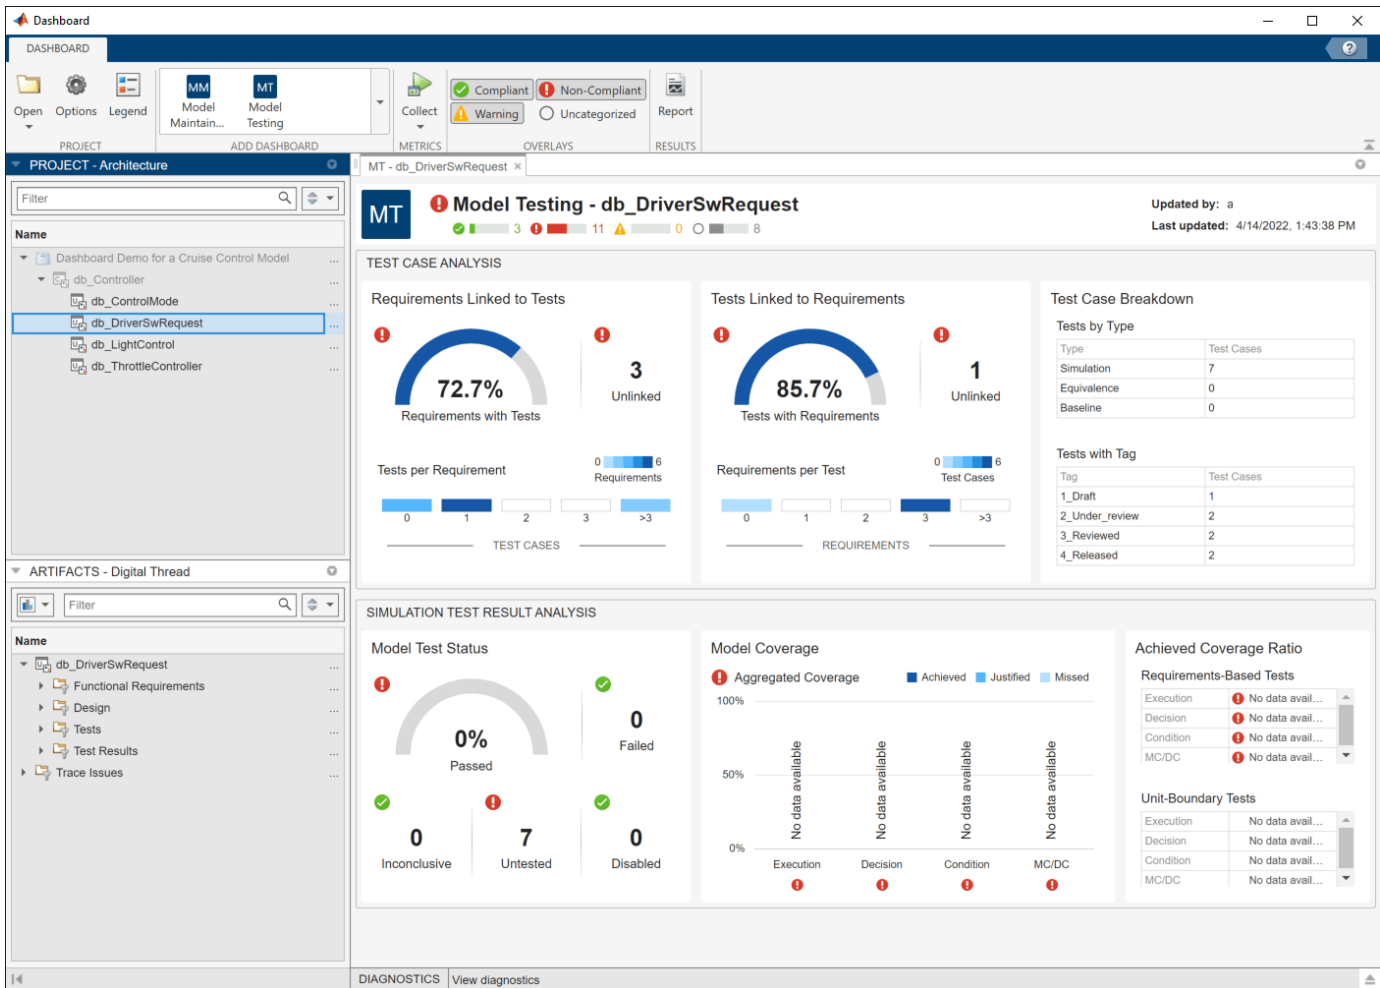 Dashboard
DASHBOARD
?
Open
Options
Legend
PROJECT
MM
Model
Maintain...
MT
Model
Testing
ADD DASHBOARD
Collect
METRICS
Compliant
Non-Compliant
Warning
Uncategorized
OVERLAYS
Report
RESULTS
PROJECT - Architecture
Filter
Name
Dashboard Demo for a Cruise Control Model ...
db_Controller ...
db_ControlMode ...
db_DriverSwRequest ...
db_LightControl ...
db_ThrottleController ...
ARTIFACTS - Digital Thread
Filter
Name
db_DriverSwRequest ...
Functional Requirements ...
Design ...
Tests ...
Test Results ...
Trace Issues ...
MT - db_DriverSwRequest ×
MT
Model Testing - db_DriverSwRequest
3 11 0 8
Updated by: a
Last updated: 4/14/2022, 1:43:38 PM
TEST CASE ANALYSIS
Requirements Linked to Tests
72.7%
Requirements with Tests
3
Unlinked
Tests per Requirement
0 6
Requirements
0 1 2 3 >3
TEST CASES
Tests Linked to Requirements
85.7%
Tests with Requirements
1
Unlinked
Requirements per Test
0 6
Test Cases
0 1 2 3 >3
REQUIREMENTS
Test Case Breakdown
Tests by Type
Type Test Cases
Simulation 7
Equivalence 0
Baseline 0
Tests with Tag
Tag Test Cases
1_Draft 1
2_Under_review 2
3_Reviewed 2
4_Released 2
SIMULATION TEST RESULT ANALYSIS
Model Test Status
0%
Passed
0
Failed
0
Inconclusive
7
Untested
0
Disabled
Model Coverage
Aggregated Coverage
Achieved Justified Missed
100%
50%
0%
No data available
No data available
No data available
No data available
Execution Decision Condition MC/DC
Achieved Coverage Ratio
Requirements-Based Tests
Execution No data avail...
Decision No data avail...
Condition No data avail...
MC/DC No data avail...
Unit-Boundary Tests
Execution No data avail...
Decision No data avail...
Condition No data avail...
MC/DC No data avail...
DIAGNOSTICS View diagnostics